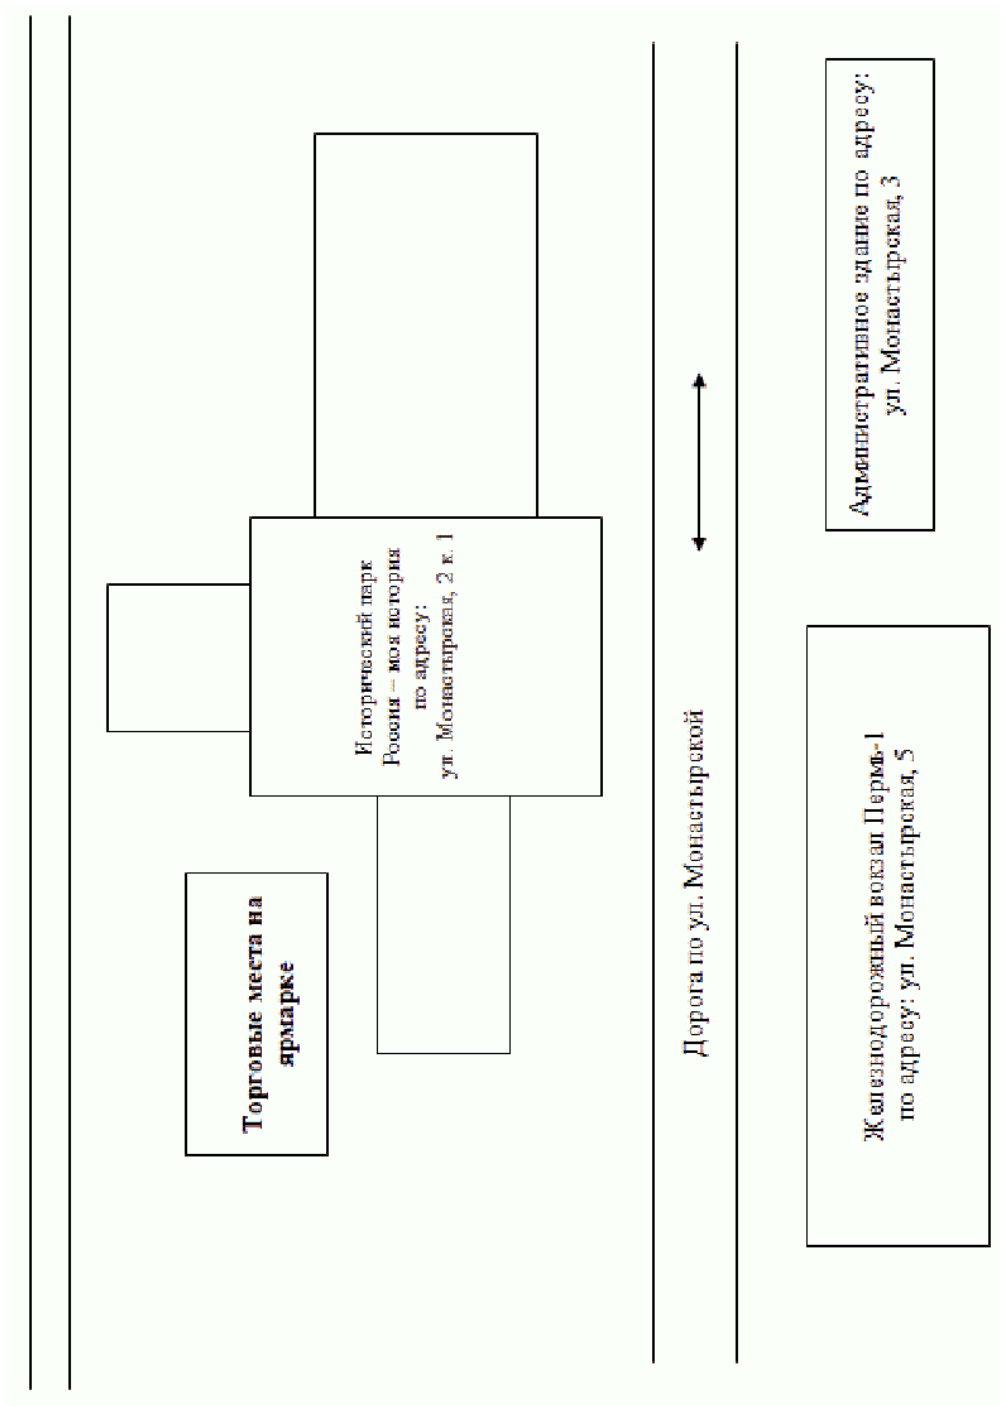 Торговые места на
ярмарке
Исторический парк
Россия – моя история
по адресу:
ул. Монастырская, 2 к. 1
Дорога по ул. Монастырской
Железнодорожный вокзал Пермь-1
по адресу: ул. Монастырская, 5
Административное здание по адресу:
ул. Монастырская, 3